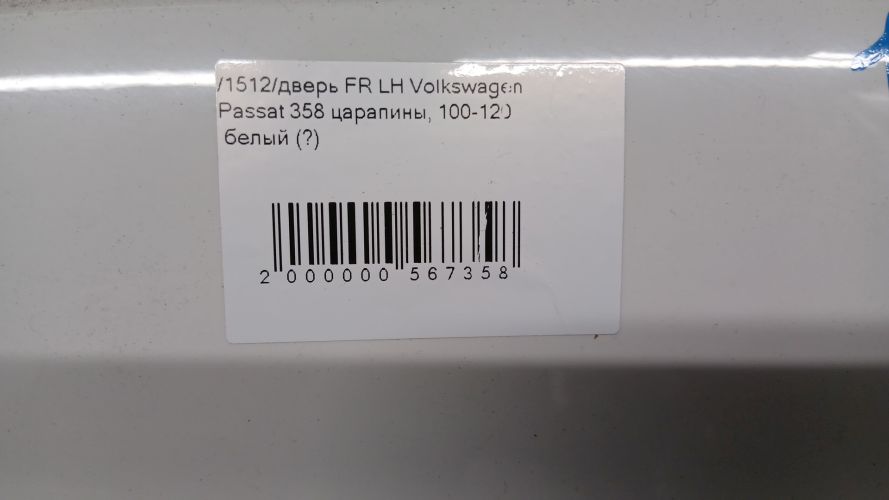 /1512/дверь FR LH Volkswagen
Passat 358 царапины, 100-120
белый (?)
2 000000 567358